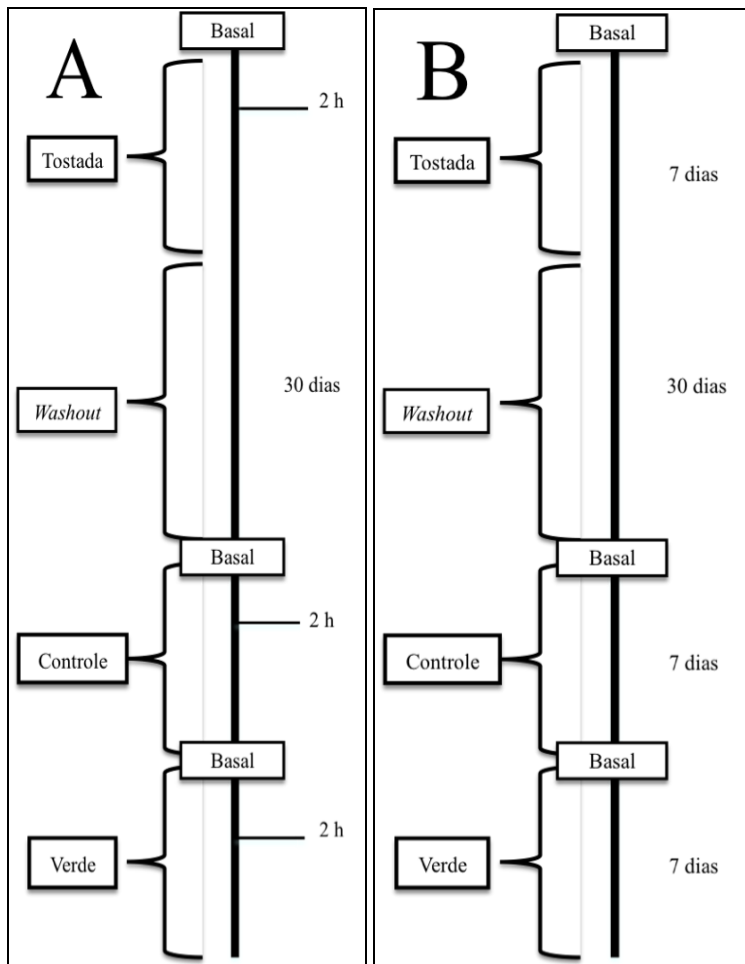 A
Basal
2 h
Tostada
30 dias
Washout
Basal
2 h
Controle
Basal
2 h
Verde
B
Basal
Tostada
7 dias
30 dias
Washout
Basal
Controle
7 dias
Basal
Verde
7 dias